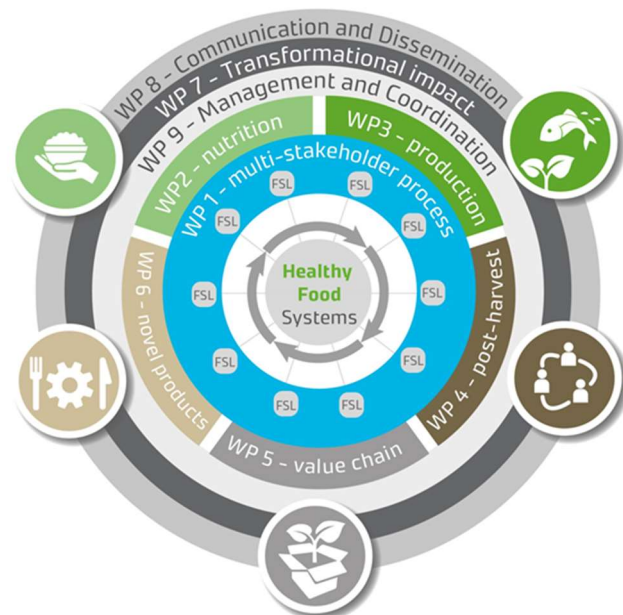 WP 8 - Communication and Dissemination
WP 7 - Transformational impact
WP 9 - Management and Coordination
WP2 - nutrition
WP3 - production
WP 1 - multi-stakeholder process
FSL
FSL
FSL
FSL
Healthy
Food
Systems
FSL
FSL
FSL
FSL
FSL
FSL
WP 6 - novel products
WP 4 - post-harvest
WP 5 - value chain